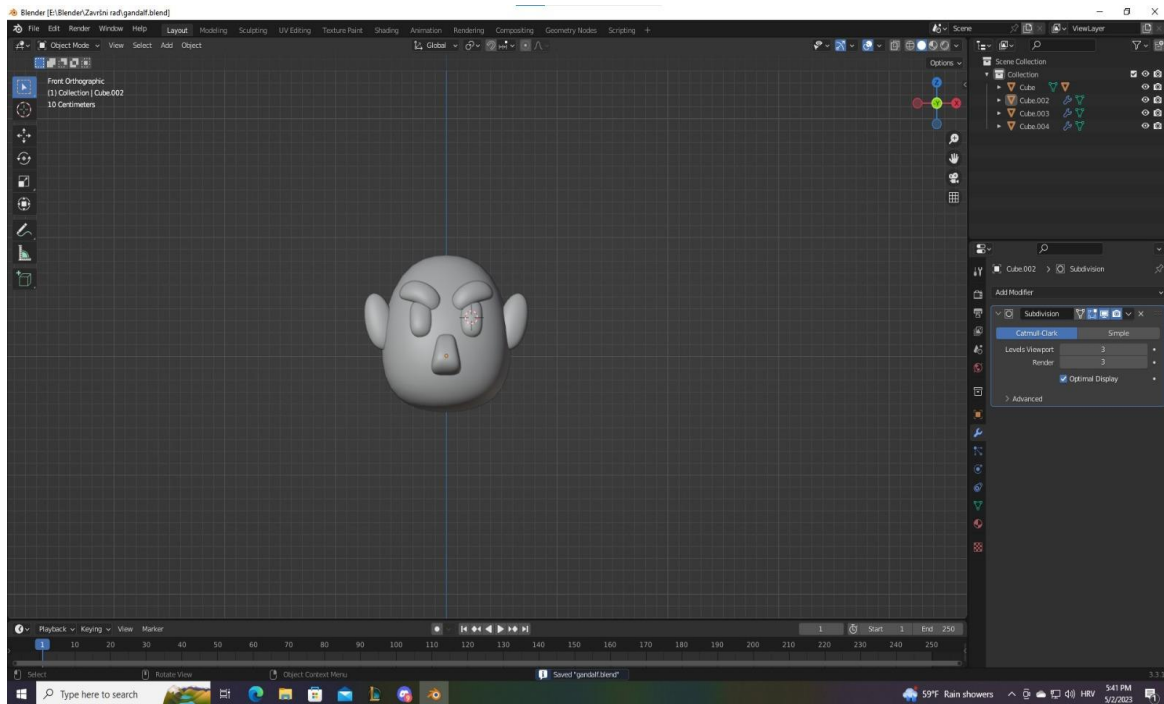 Blender [E:\Blender\Završni rad\gandalf.blend]
File Edit Render Window Help Layout Modeling Sculpting UV Editing Texture Paint Shading Animation Rendering Compositing Geometry Nodes Scripting + Scene ViewLayer
Object Mode View Select Add Object Global
Options
Front Orthographic
(1) Collection | Cube.002
10 Centimeters
Z
Y
X
Scene Collection
Collection
Cube
Cube.002
Cube.003
Cube.004
Cube.002 > Subdivision
Add Modifier
Subdivision
Catmull-Clark Simple
Levels Viewport 3
Render 3
Optimal Display
> Advanced
Playback Keying View Marker 1 Start 1 End 250
1 10 20 30 40 50 60 70 80 90 100 110 120 130 140 150 160 170 180 190 200 210 220 230 240 250
Select Rotate View Object Context Menu Saved "gandalf.blend"
Type here to search 59°F Rain showers HRV 5:41 PM
5/2/2023